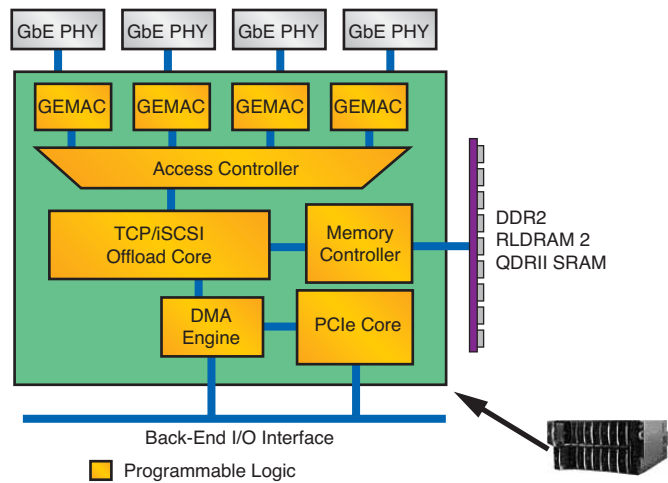 GbE PHY GbE PHY GbE PHY GbE PHY
GEMAC GEMAC GEMAC GEMAC
Access Controller
TCP/iSCSI
Offload Core
Memory
Controller
DDR2
RLDRAM 2
QDRII SRAM
DMA
Engine
PCIe Core
Back-End I/O Interface
Programmable Logic